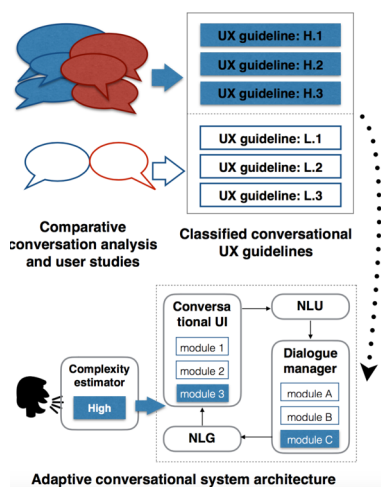 UX guideline: H.1
UX guideline: H.2
UX guideline: H.3
UX guideline: L.1
UX guideline: L.2
UX guideline: L.3
Comparative
conversation analysis
and user studies
Classified conversational
UX guidelines
Conversa
tional UI
module 1
module 2
module 3
NLU
Dialogue
manager
module A
module B
module C
NLG
Complexity
estimator
High
Adaptive conversational system architecture